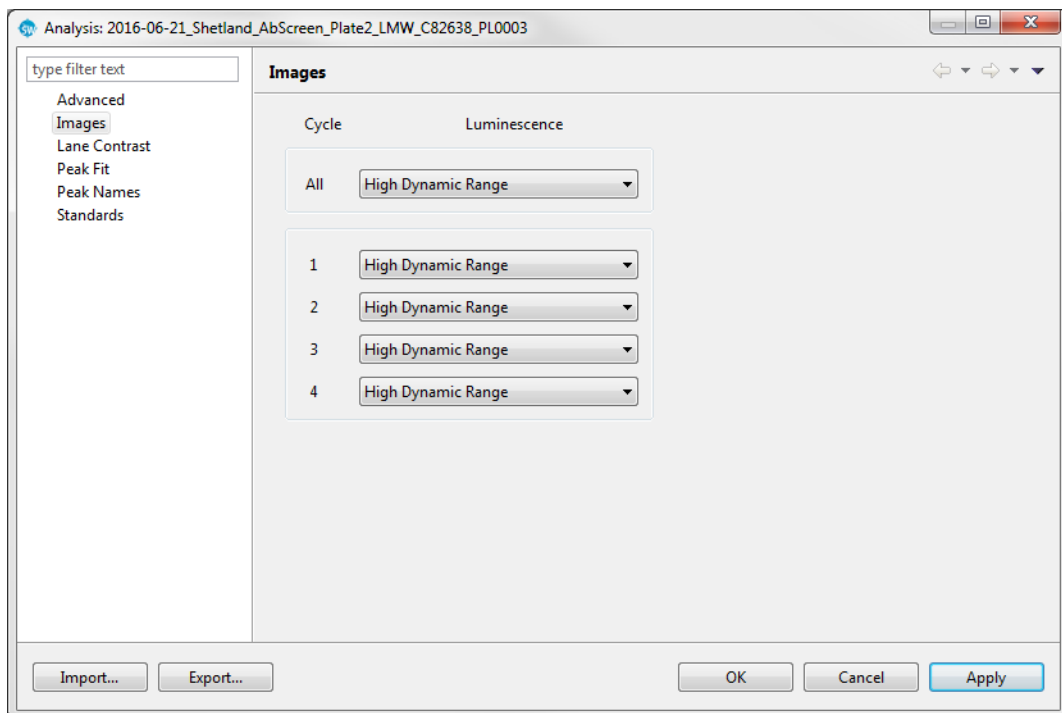 SW Analysis: 2016-06-21_Shetland_AbScreen_Plate2_LMW_C82638_PL0003
type filter text
Advanced
Images
Lane Contrast
Peak Fit
Peak Names
Standards
Images
Cycle Luminescence
All High Dynamic Range
1 High Dynamic Range
2 High Dynamic Range
3 High Dynamic Range
4 High Dynamic Range
Import... Export... OK Cancel Apply